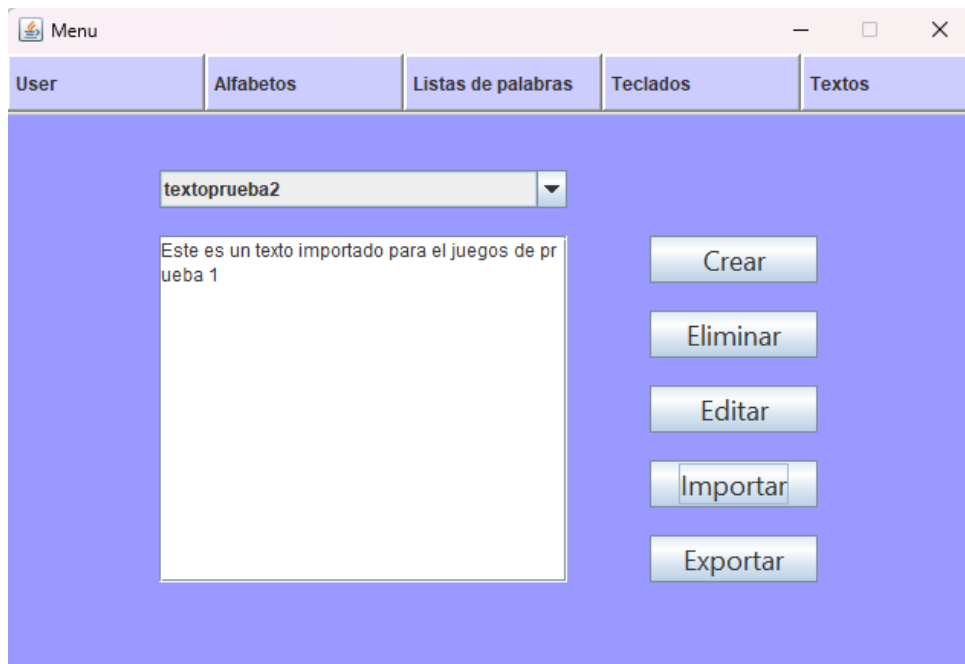 Menu
User Alfabetos Listas de palabras Teclados Textos
textoprueba2
Este es un texto importado para el juegos de pr
ueba 1
Crear
Eliminar
Editar
Importar
Exportar